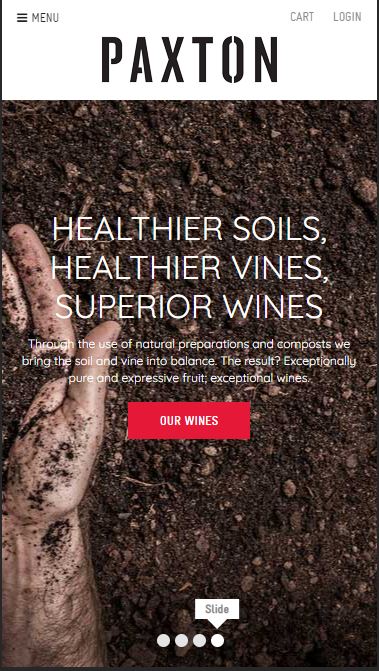 MENU CART LOGIN
PAXTON
HEALTHIER SOILS,
HEALTHIER VINES,
SUPERIOR WINES
Through the use of natural preparations and composts we
bring the soil and vine into balance. The result? Exceptionally
pure and expressive fruit; exceptional wines.
OUR WINES
Slide